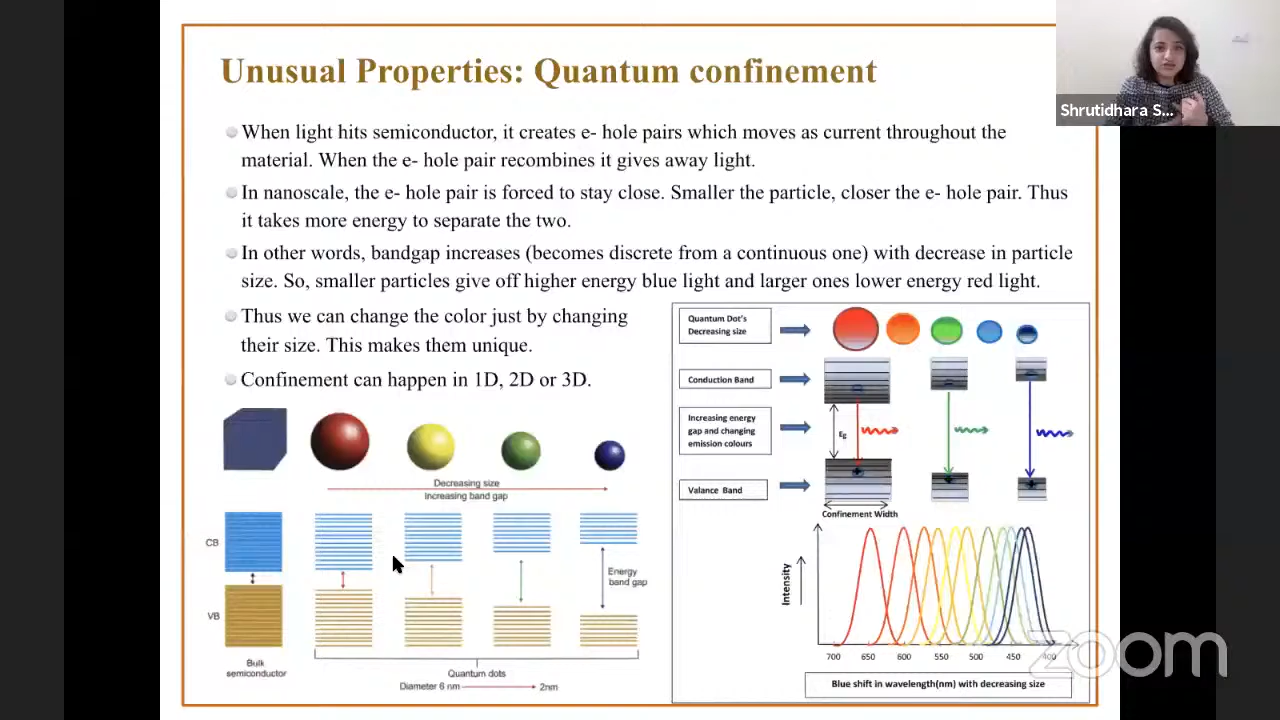 Unusual Properties: Quantum confinement
Shrutidhara S...
When light hits semiconductor, it creates e- hole pairs which moves as current throughout the
material. When the e- hole pair recombines it gives away light.
In nanoscale, the e- hole pair is forced to stay close. Smaller the particle, closer the e- hole pair. Thus
it takes more energy to separate the two.
In other words, bandgap increases (becomes discrete from a continuous one) with decrease in particle
size. So, smaller particles give off higher energy blue light and larger ones lower energy red light.
Thus we can change the color just by changing
their size. This makes them unique.
Confinement can happen in 1D, 2D or 3D.
Decreasing size
Increasing band gap
CB
VB
Energy
band gap
Bulk
semiconductor
Quantum dots
Diameter 6 nm
2nm
Quantum Dot's
Decreasing size
Conduction Band
Increasing energy
gap and changing
emission colours
Eg
Valance Band
Confinement Width
Intensity
700 650 600 550 500 450 400
Blue shift in wavelength(nm) with decreasing size
zoom